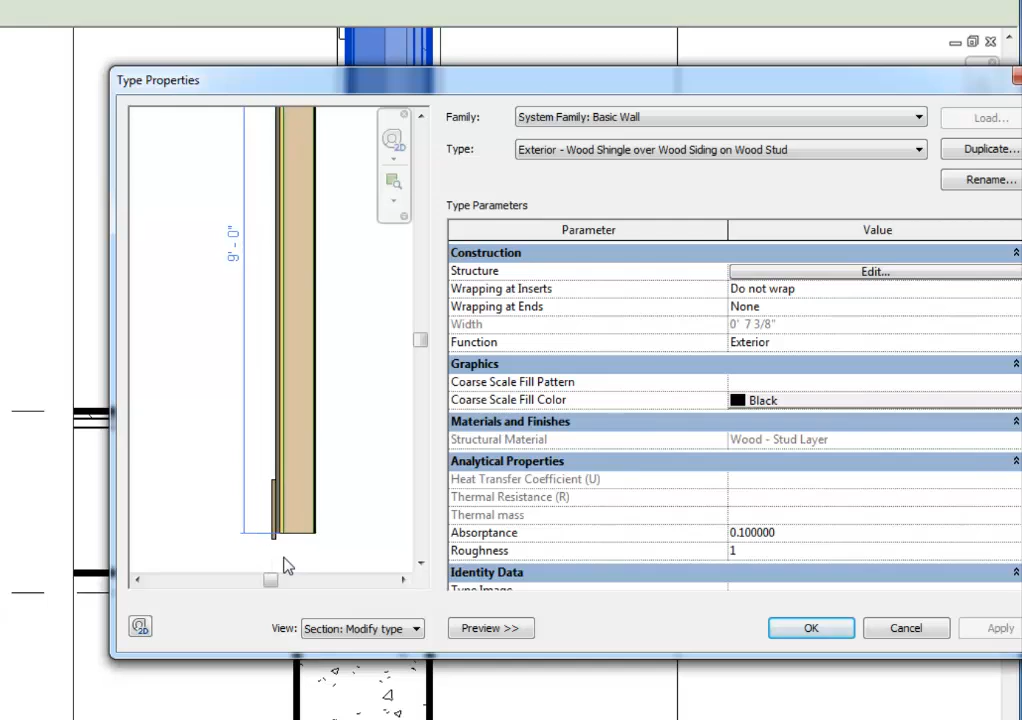 Type Properties
Family: System Family: Basic Wall Load...
Type: Exterior - Wood Shingle over Wood Siding on Wood Stud Duplicate...
Rename...
Type Parameters
Parameter Value
Construction
Structure Edit...
Wrapping at Inserts Do not wrap
Wrapping at Ends None
Width 0' 7 3/8"
Function Exterior
Graphics
Coarse Scale Fill Pattern
Coarse Scale Fill Color Black
Materials and Finishes
Structural Material Wood - Stud Layer
Analytical Properties
Heat Transfer Coefficient (U)
Thermal Resistance (R)
Thermal mass
Absorptance 0.100000
Roughness 1
Identity Data
Type Image
9' - 0"
2D
2D
View: Section: Modify type Preview >> OK Cancel Apply